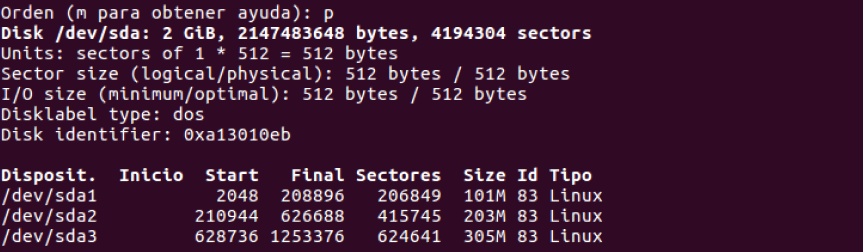 Orden (m para obtener ayuda): p
Disk /dev/sda: 2 GiB, 2147483648 bytes, 4194304 sectors
Units: sectors of 1 * 512 = 512 bytes
Sector size (logical/physical): 512 bytes / 512 bytes
I/O size (minimum/optimal): 512 bytes / 512 bytes
Disklabel type: dos
Disk identifier: 0xa13010eb

Disposit.  Inicio  Start   Final Sectores  Size Id Tipo
/dev/sda1           2048  208896   206849  101M 83 Linux
/dev/sda2         210944  626688   415745  203M 83 Linux
/dev/sda3         628736 1253376   624641  305M 83 Linux